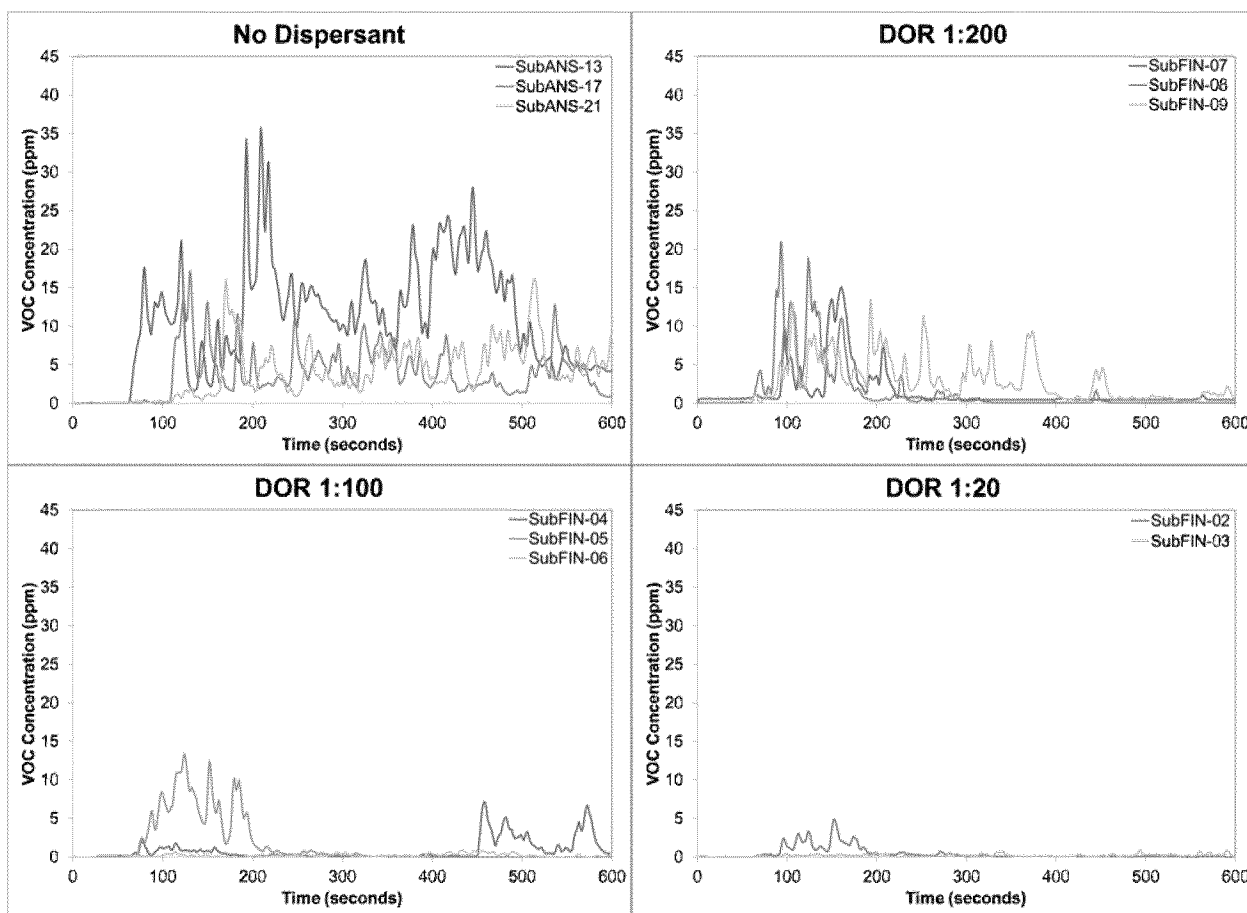 No Dispersant
45
40
35
30
25
20
15
10
5
0
VOC Concentration (ppm)
SubANS-13
SubANS-17
SubANS-21
0 100 200 300 400 500 600
Time (seconds)
DOR 1:200
45
40
35
30
25
20
15
10
5
0
VOC Concentration (ppm)
SubFIN-07
SubFIN-08
SubFIN-09
0 100 200 300 400 500 600
Time (seconds)
DOR 1:100
45
40
35
30
25
20
15
10
5
0
VOC Concentration (ppm)
SubFIN-04
SubFIN-05
SubFIN-06
0 100 200 300 400 500 600
Time (seconds)
DOR 1:20
45
40
35
30
25
20
15
10
5
0
VOC Concentration (ppm)
SubFIN-02
SubFIN-03
0 100 200 300 400 500 600
Time (seconds)